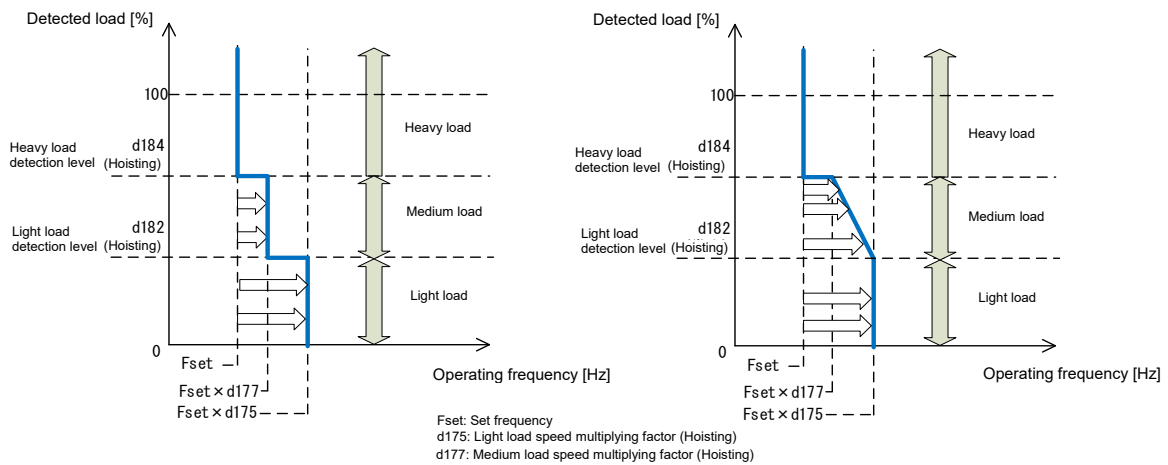 Detected load [%]
100
Heavy load
detection level
d184
(Hoisting)
Light load
detection level
d182
(Hoisting)
0
Heavy load
Medium load
Light load
Fset
Fset×d177
Fset×d175
Operating frequency [Hz]
Detected load [%]
100
Heavy load
detection level
d184
(Hoisting)
Light load
detection level
d182
(Hoisting)
0
Heavy load
Medium load
Light load
Fset
Fset×d177
Fset×d175
Operating frequency [Hz]
Fset: Set frequency
d175: Light load speed multiplying factor (Hoisting)
d177: Medium load speed multiplying factor (Hoisting)